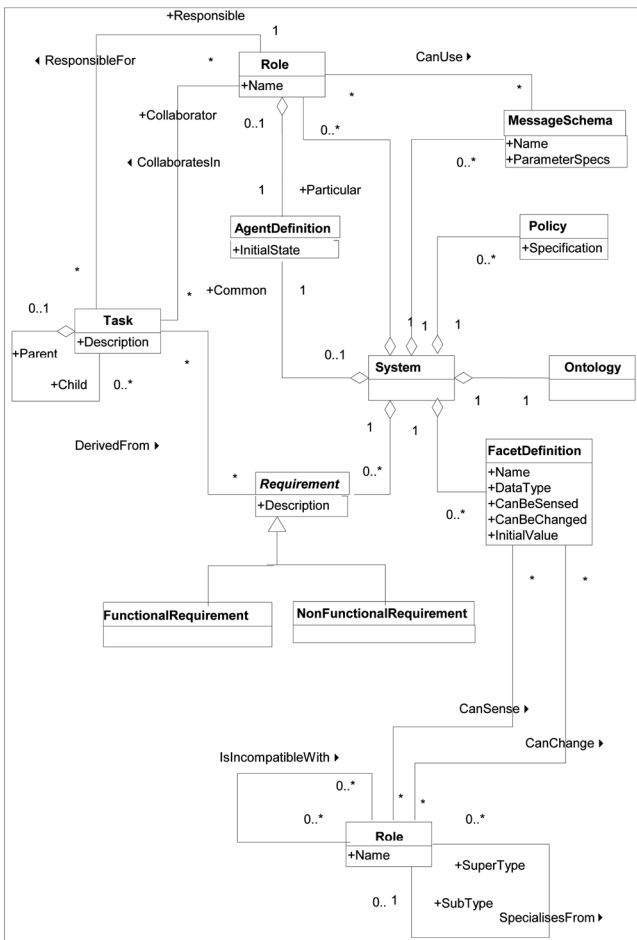 +Responsible
1
◄ ResponsibleFor
*
Role
+Name
CanUse ►
*
*
+Collaborator
0..1
0..*
MessageSchema
+Name
+ParameterSpecs
0..*
◄ CollaboratesIn
1
+Particular
AgentDefinition
+InitialState
Policy
+Specification
0..*
*
*
+Common
1
0..1
Task
+Description
1
1
1
+Parent
+Child
0..*
*
0..1
System
Ontology
1
1
1
1
DerivedFrom ►
*
0..*
Requirement
+Description
FacetDefinition
+Name
+DataType
+CanBeSensed
+CanBeChanged
+InitialValue
0..*
*
*
FunctionalRequirement
NonFunctionalRequirement
CanSense ►
CanChange ►
IsIncompatibleWith ►
0..*
0..*
*
*
0..*
Role
+Name
+SuperType
0.. 1
+SubType
SpecialisesFrom ►